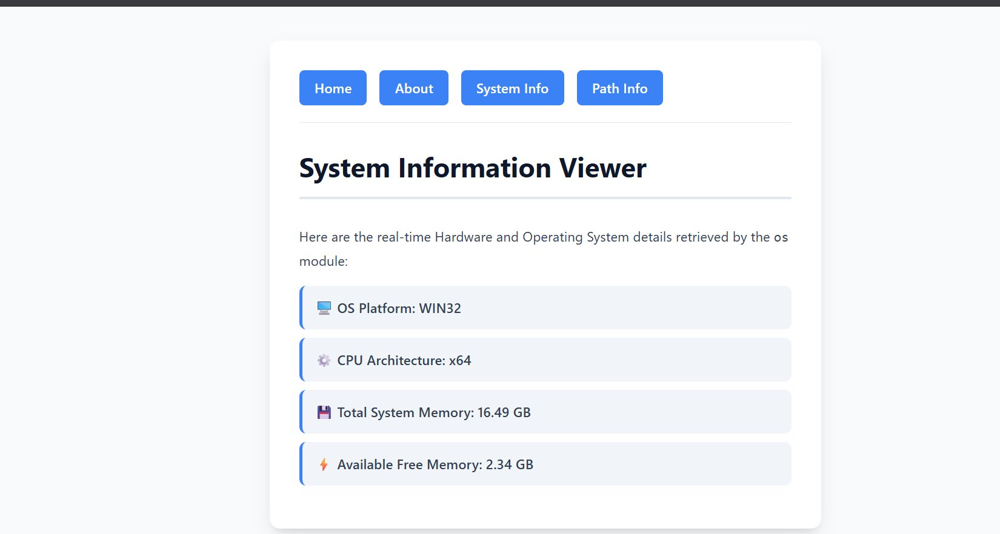 Home About System Info Path Info
System Information Viewer
Here are the real-time Hardware and Operating System details retrieved by the os
module:
OS Platform: WIN32
CPU Architecture: x64
Total System Memory: 16.49 GB
Available Free Memory: 2.34 GB